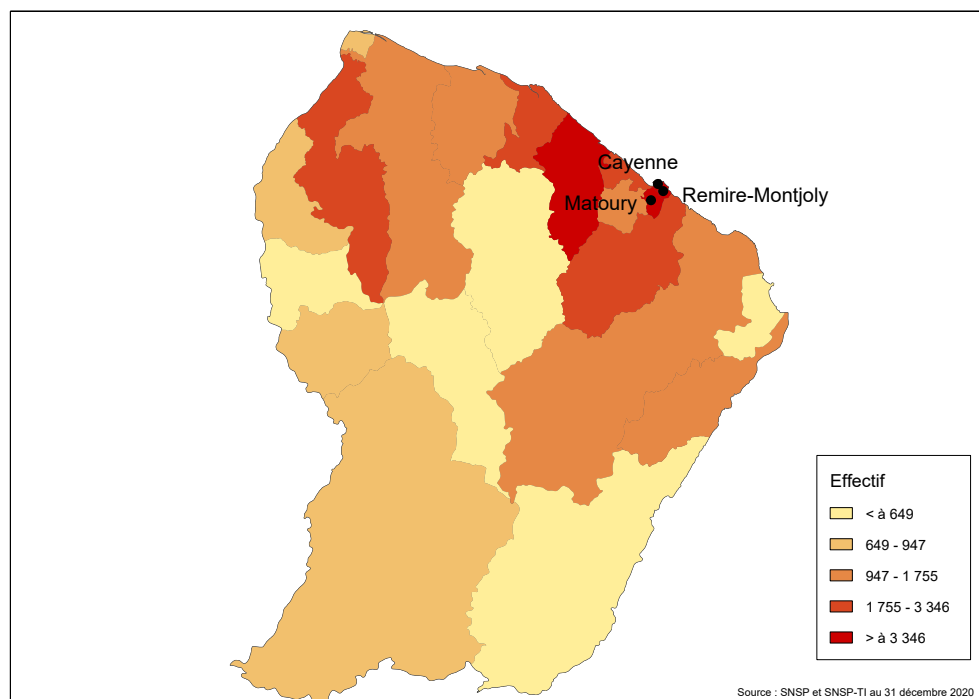 Cayenne
Remire-Montjoly
Matoury
Effectif
< à 649
649 - 947
947 - 1 755
1 755 - 3 346
> à 3 346
Source : SNSP et SNSP-TI au 31 décembre 2020